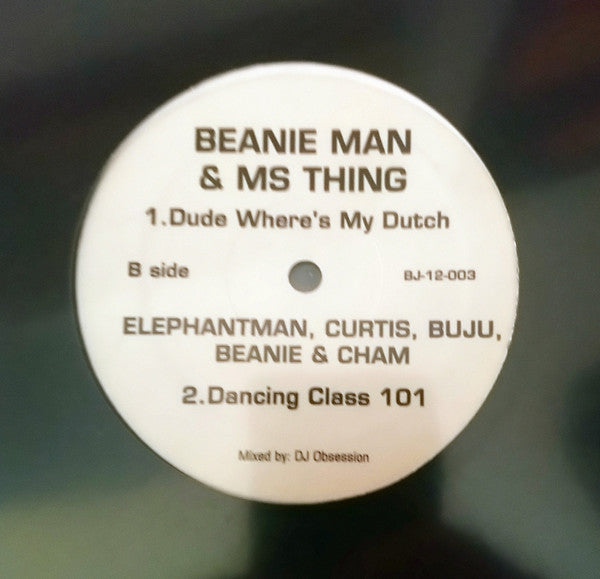 BEANIE MAN
& MS THING
1.Dude Where's My Dutch
B side
BJ-12-003
ELEPHANTMAN, CURTIS, BUJU,
BEANIE & CHAM
2.Dancing Class 101
Mixed by: DJ Obsession